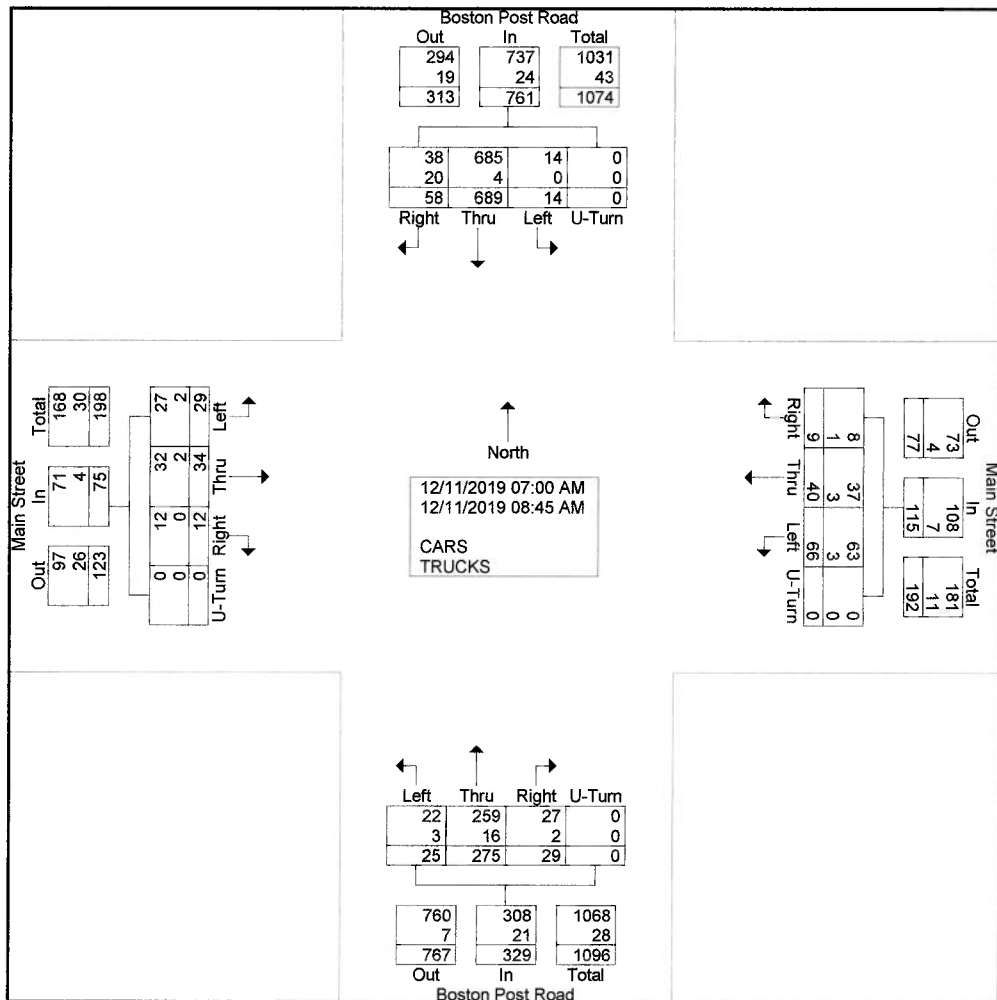 Boston Post Road
Out In Total
294 737 1031
19 24 43
313 761 1074
38 685 14 0
20 4 0 0
58 689 14 0
Right Thru Left U-Turn
Main Street
Total In Out
168 71 97
30 4 26
198 75 123
27 32 12 0
2 2 0 0
29 34 12 0
Left Thru Right U-Turn
North
12/11/2019 07:00 AM
12/11/2019 08:45 AM
CARS
TRUCKS
Main Street
Out In Total
73 108 181
4 7 11
77 115 192
8 37 63 0
1 3 3 0
9 40 66 0
Right Thru Left U-Turn
Left Thru Right U-Turn
22 259 27 0
3 16 2 0
25 275 29 0
760 308 1068
7 21 28
767 329 1096
Out In Total
Boston Post Road